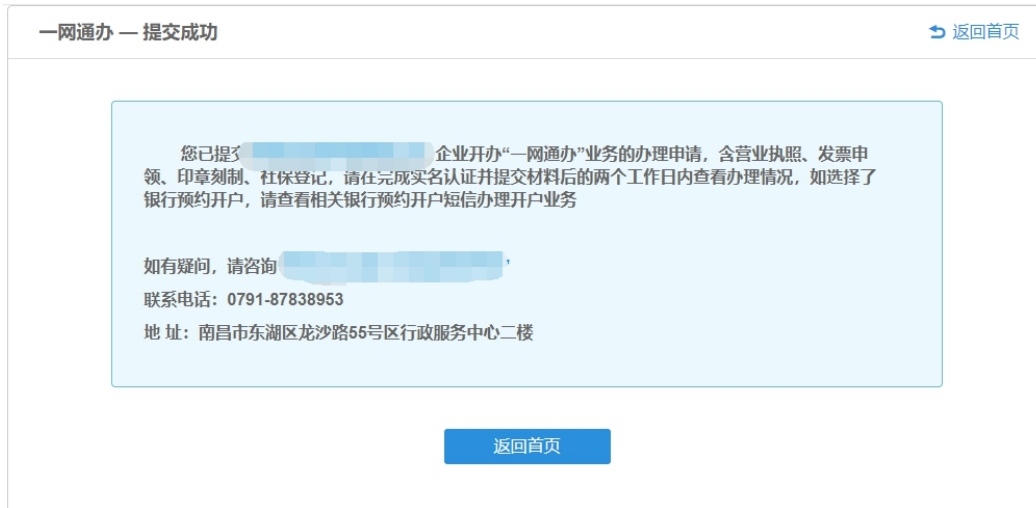 一网通办 — 提交成功
返回首页
您已提交 企业开办“一网通办”业务的办理申请，含营业执照、发票申
领、印章刻制、社保登记，请在完成实名认证并提交材料后的两个工作日内查看办理情况，如选择了
银行预约开户，请查看相关银行预约开户短信办理开户业务
如有疑问，请咨询
联系电话：0791-87838953
地 址：南昌市东湖区龙沙路55号区行政服务中心二楼
返回首页